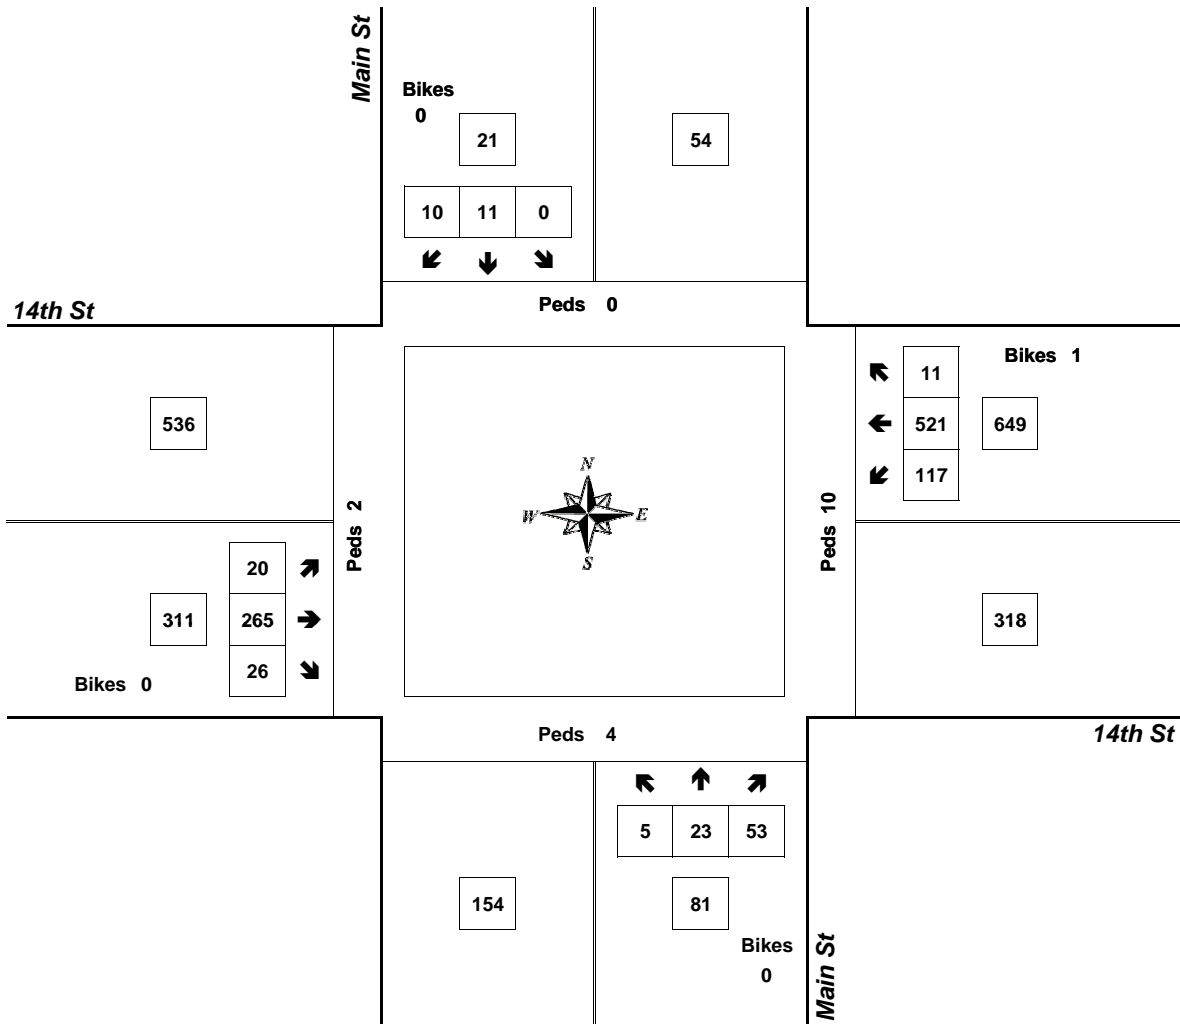 Main St
Bikes
0
21
54
10 11 0
Peds 0
14th St
Bikes 1
11
536
521 649
117
N
W E
S
Peds 2
Peds 10
20
311 265
26
318
Bikes 0
Peds 4
14th St
5 23 53
154
81
Bikes
0
Main St